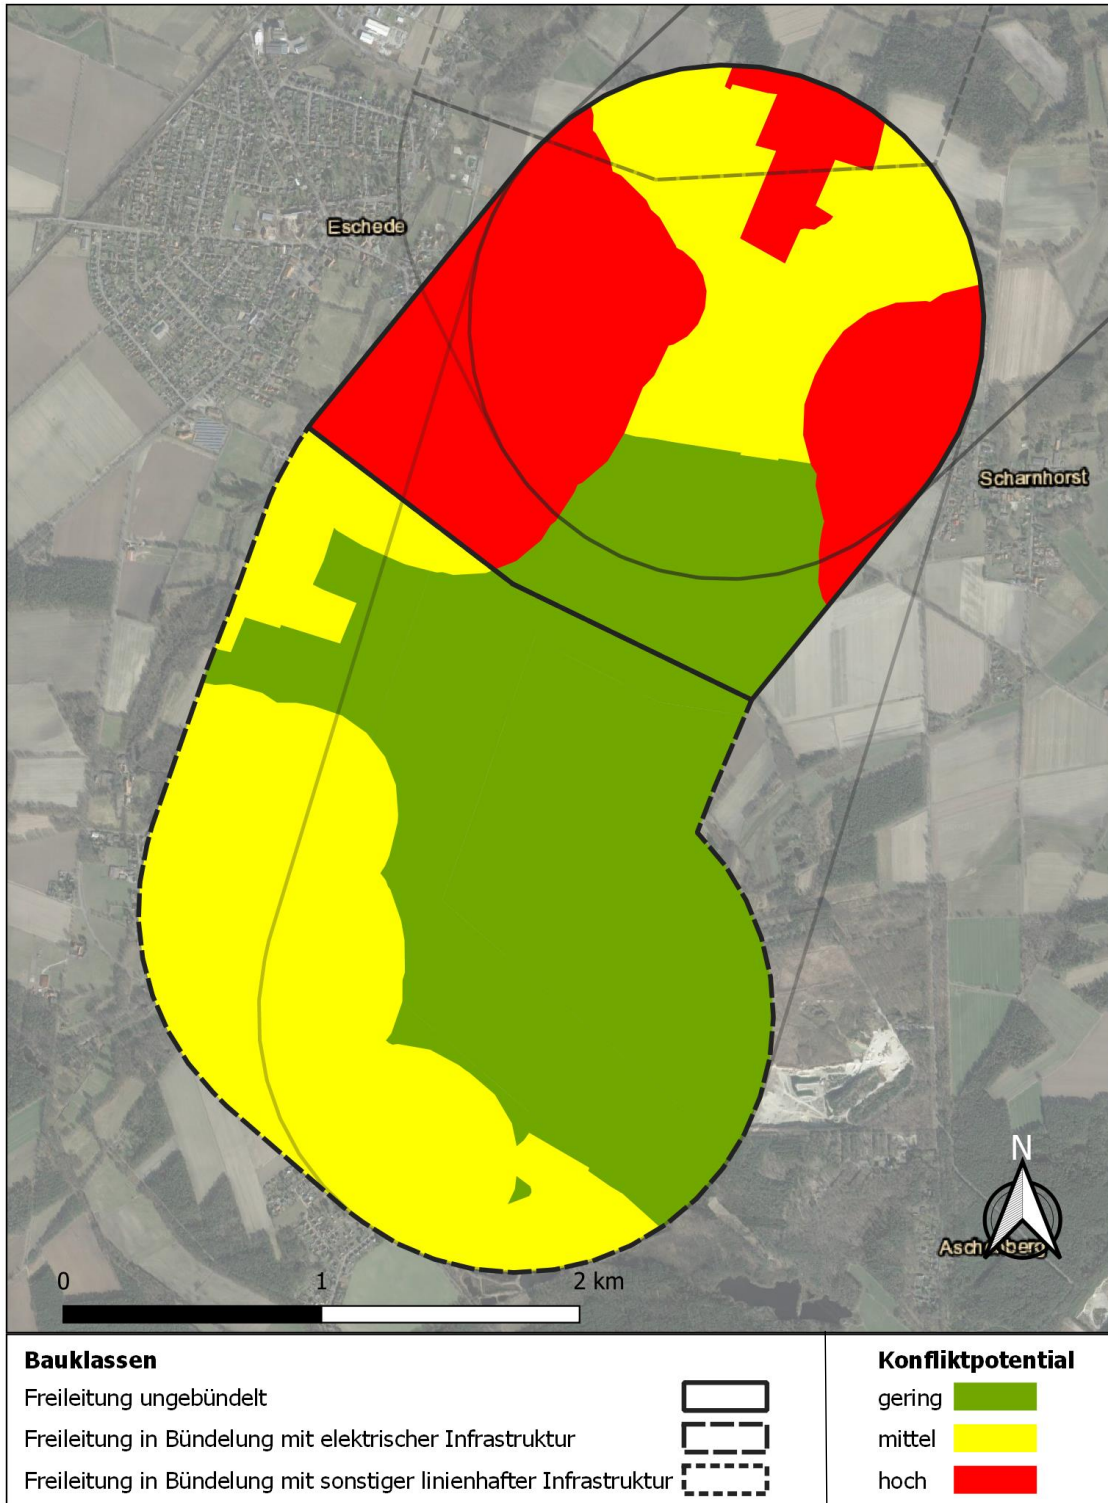 Eschede
Scharnhorst
N
0 1 2 km
Bauklassen
Freileitung ungebündelt
Freileitung in Bündelung mit elektrischer Infrastruktur
Freileitung in Bündelung mit sonstiger linienhafter Infrastruktur
Konfliktpotential
gering
mittel
hoch